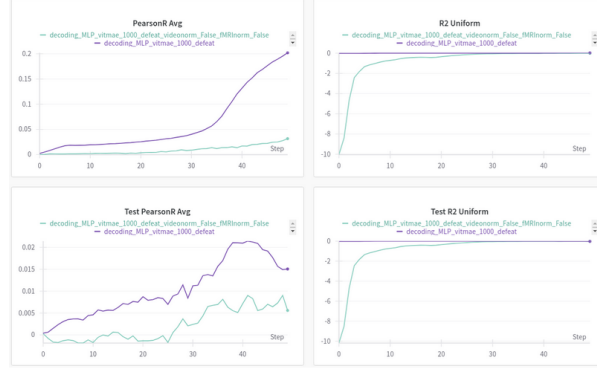 PearsonR Avg
decoding_MLP_vitmae_1000_defeat_videonorm_False_fMRInorm_False
decoding_MLP_vitmae_1000_defeat
0.2
0.15
0.1
0.05
0
Step
0 10 20 30 40
R2 Uniform
decoding_MLP_vitmae_1000_defeat_videonorm_False_fMRInorm_False
decoding_MLP_vitmae_1000_defeat
0
-2
-4
-6
-8
-10
Step
0 10 20 30 40
Test PearsonR Avg
decoding_MLP_vitmae_1000_defeat_videonorm_False_fMRInorm_False
decoding_MLP_vitmae_1000_defeat
0.02
0.015
0.01
0.005
0
Step
0 10 20 30 40
Test R2 Uniform
decoding_MLP_vitmae_1000_defeat_videonorm_False_fMRInorm_False
decoding_MLP_vitmae_1000_defeat
0
-2
-4
-6
-8
-10
Step
0 10 20 30 40